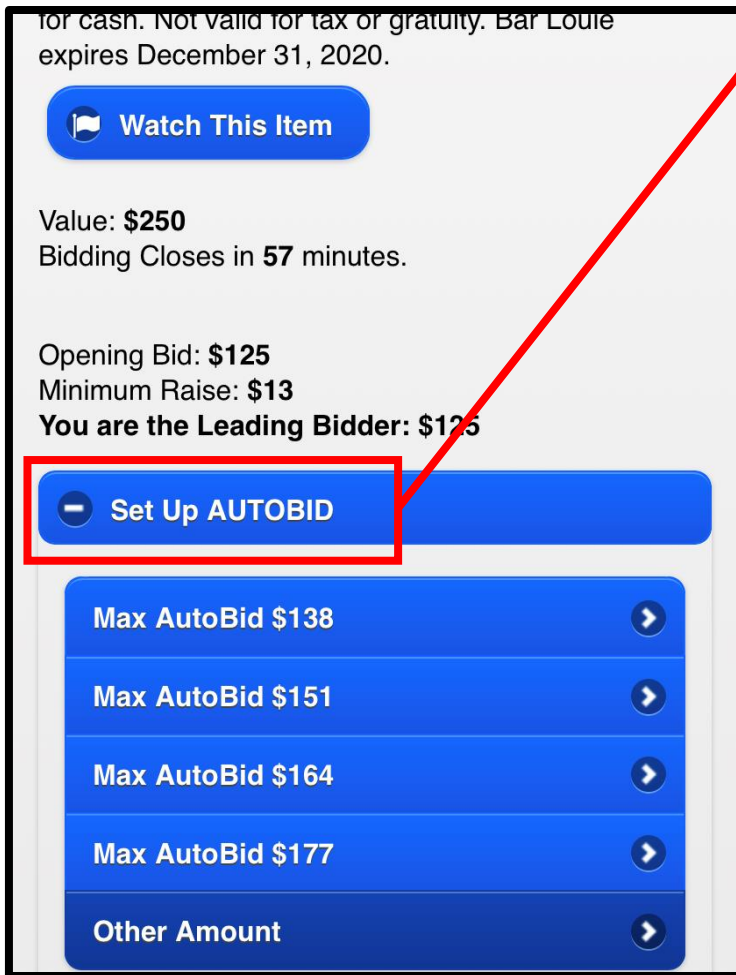 for cash. Not valid for tax or gratuity. Bar Louie
expires December 31, 2020.
Watch This Item
Value: $250
Bidding Closes in 57 minutes.
Opening Bid: $125
Minimum Raise: $13
You are the Leading Bidder: $125
Set Up AUTOBID
Max AutoBid $138
Max AutoBid $151
Max AutoBid $164
Max AutoBid $177
Other Amount